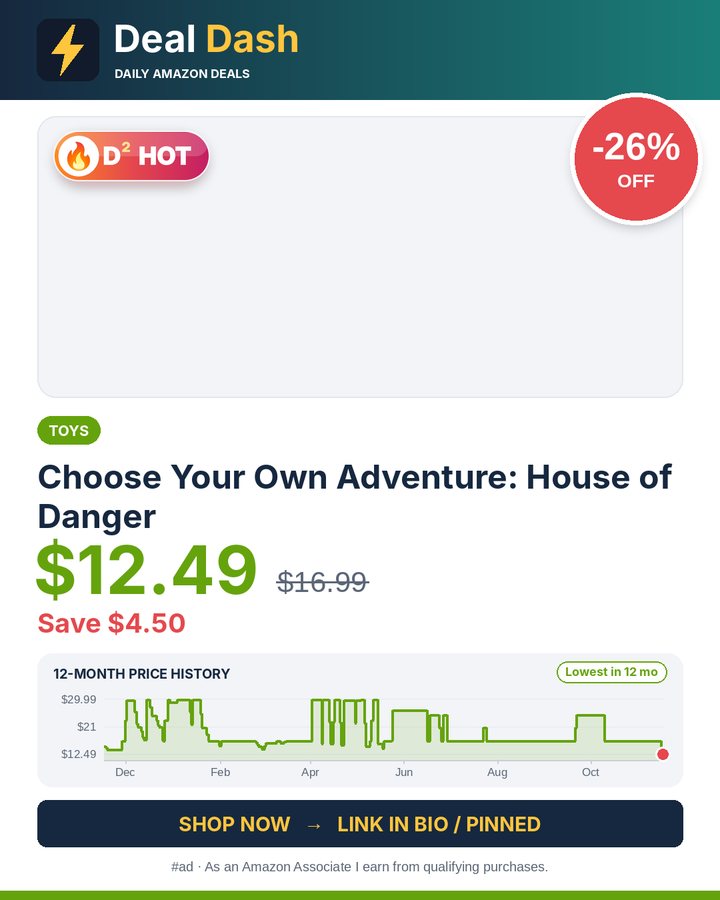 Deal Dash
DAILY AMAZON DEALS
D² HOT
-26%
OFF
TOYS
Choose Your Own Adventure: House of
Danger
$12.49 $16.99
Save $4.50
12-MONTH PRICE HISTORY
Lowest in 12 mo
$29.99
$21
$12.49
Dec Feb Apr Jun Aug Oct
SHOP NOW → LINK IN BIO / PINNED
#ad · As an Amazon Associate I earn from qualifying purchases.